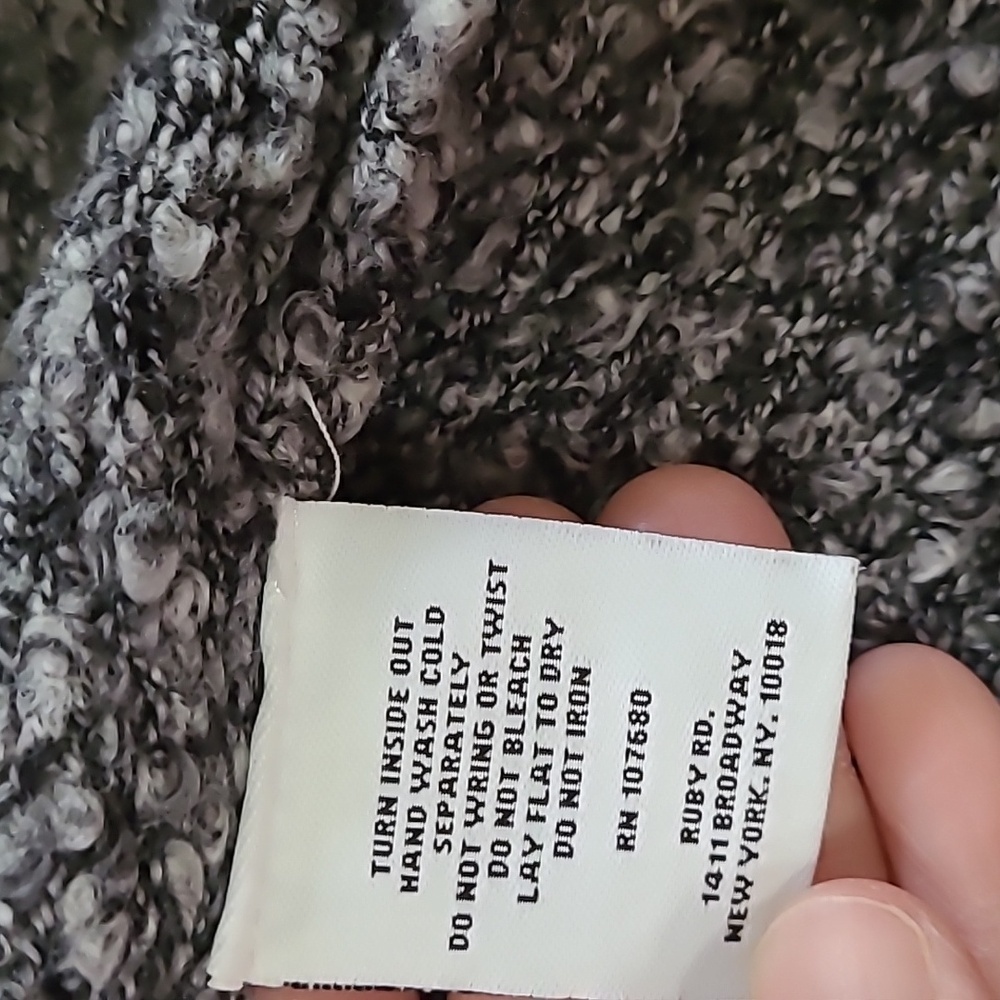 TURN INSIDE OUT
HAND WASH COLD
SEPARATELY
DO NOT WRING OR TWIST
DO NOT BLEACH
LAY FLAT TO DRY
DO NOT IRON
RN 107680
RUBY RD.
1411 BROADWAY
NEW YORK. NY. 10018